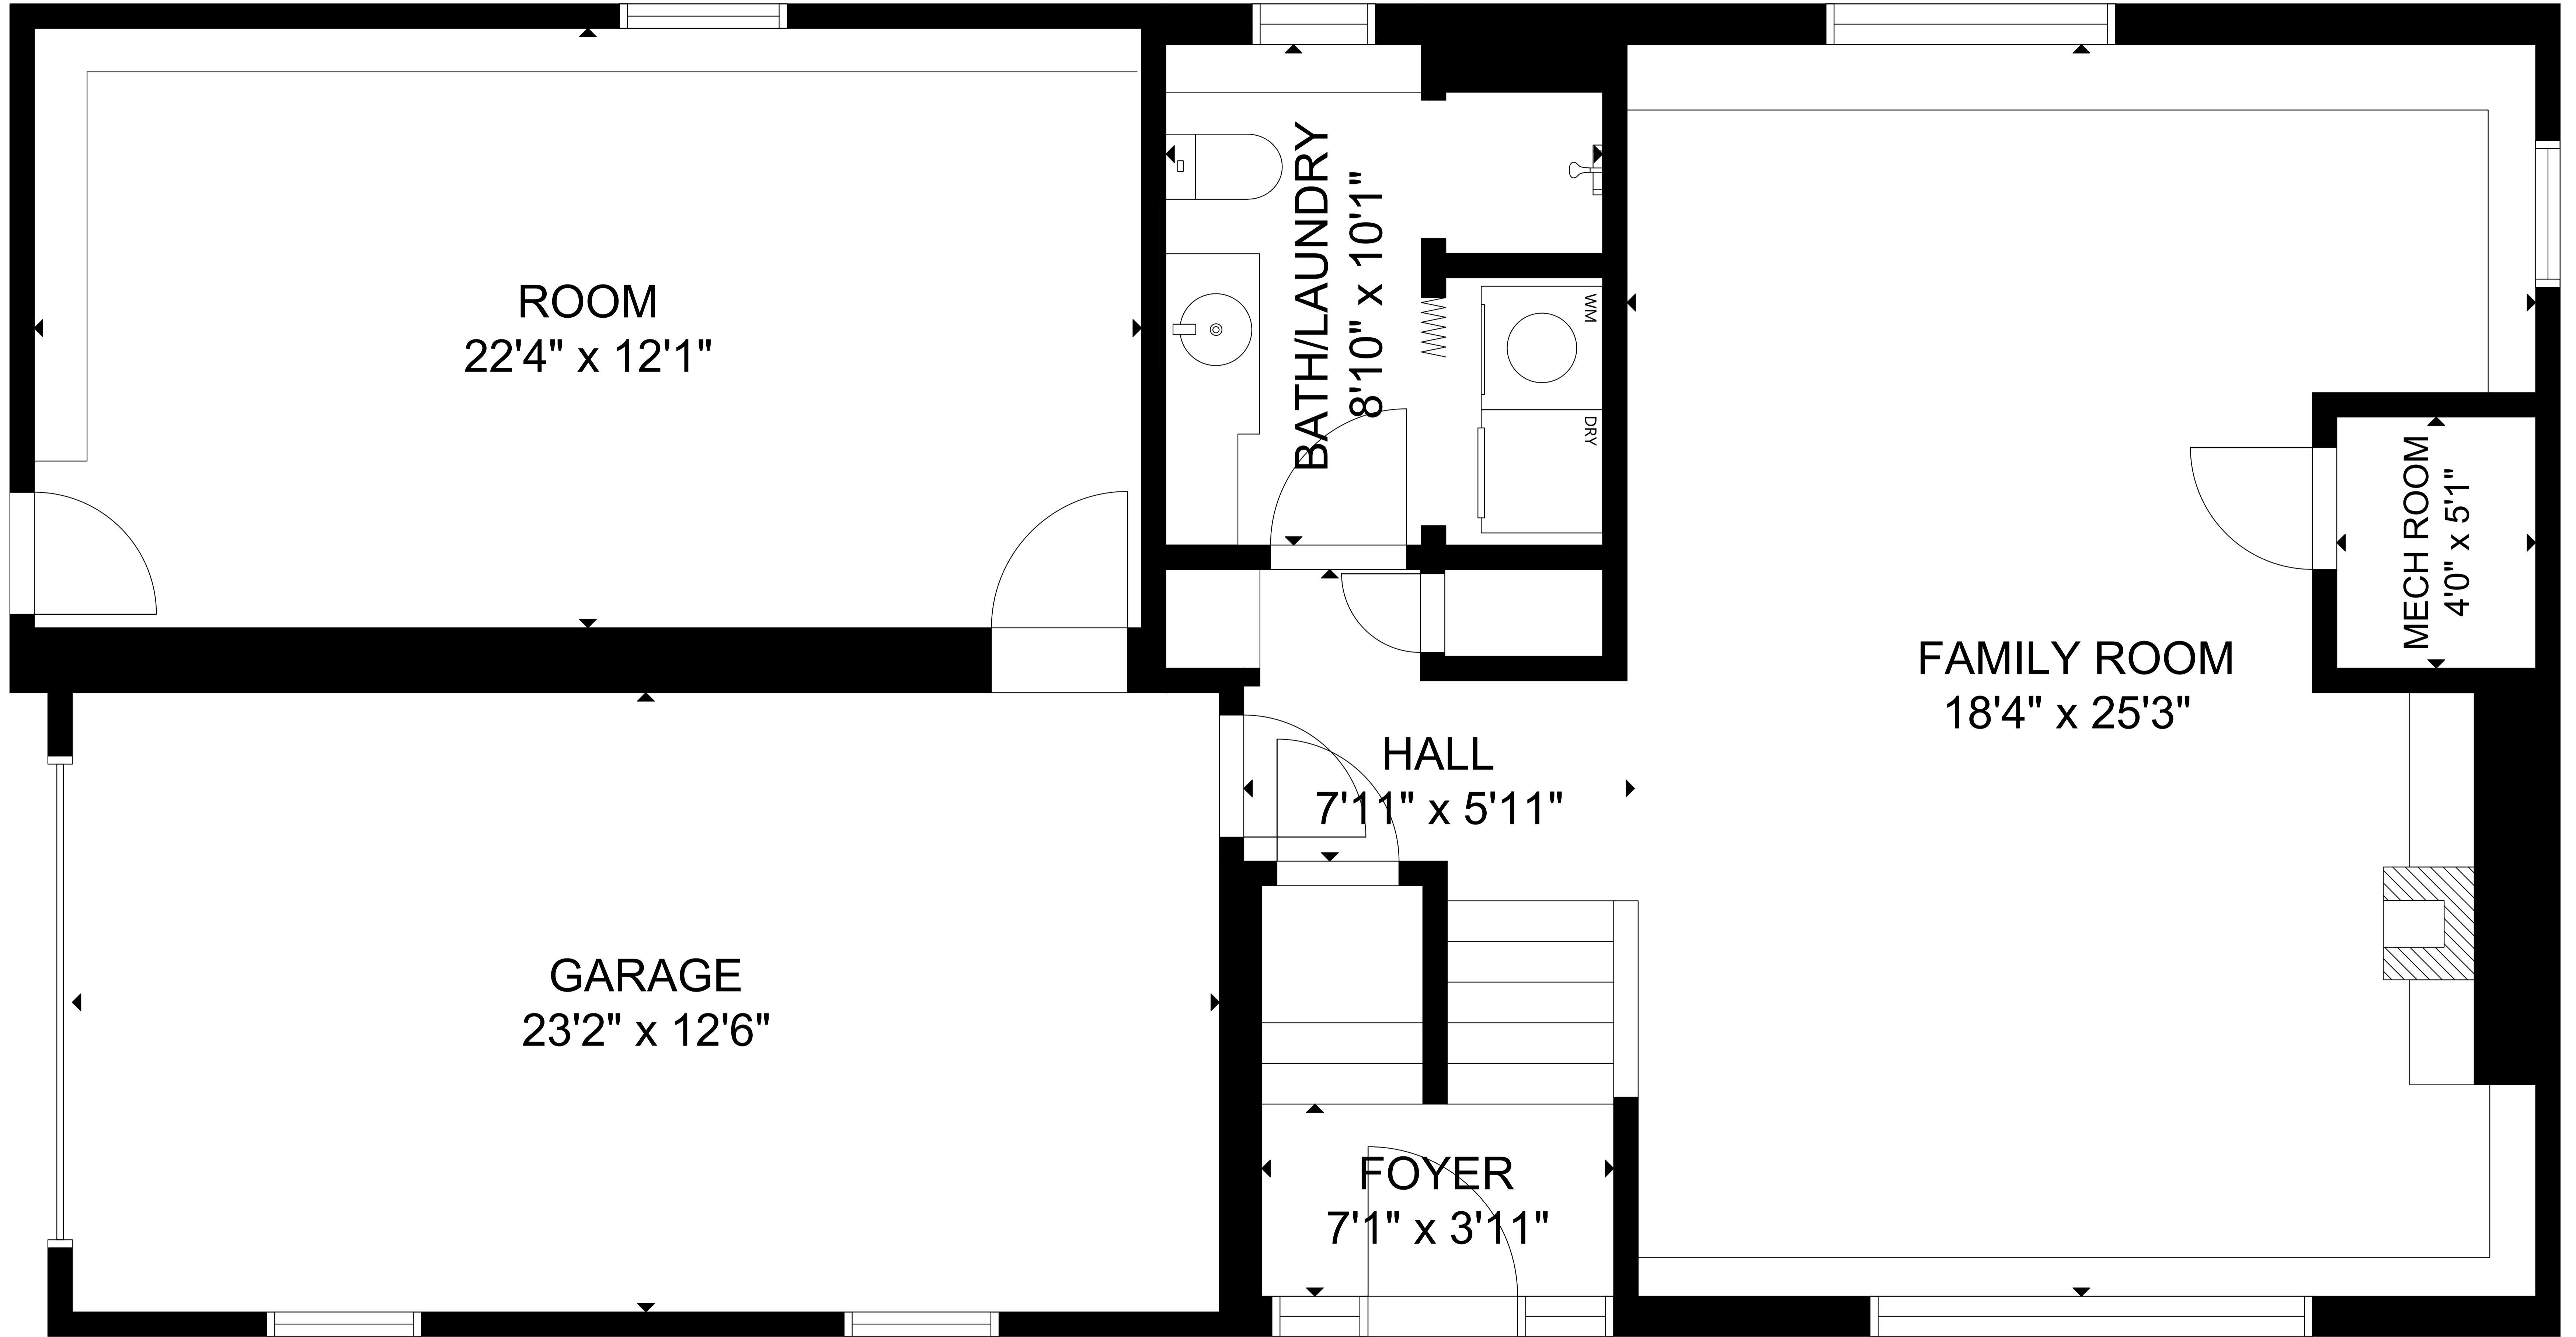 ROOM
22'4" x 12'1"
BATH/LAUNDRY
8'10" x 10'1"
WM
DRY
MECH ROOM
4'0" x 5'1"
FAMILY ROOM
18'4" x 25'3"
HALL
7'11" x 5'11"
GARAGE
23'2" x 12'6"
FOYER
7'1" x 3'11"